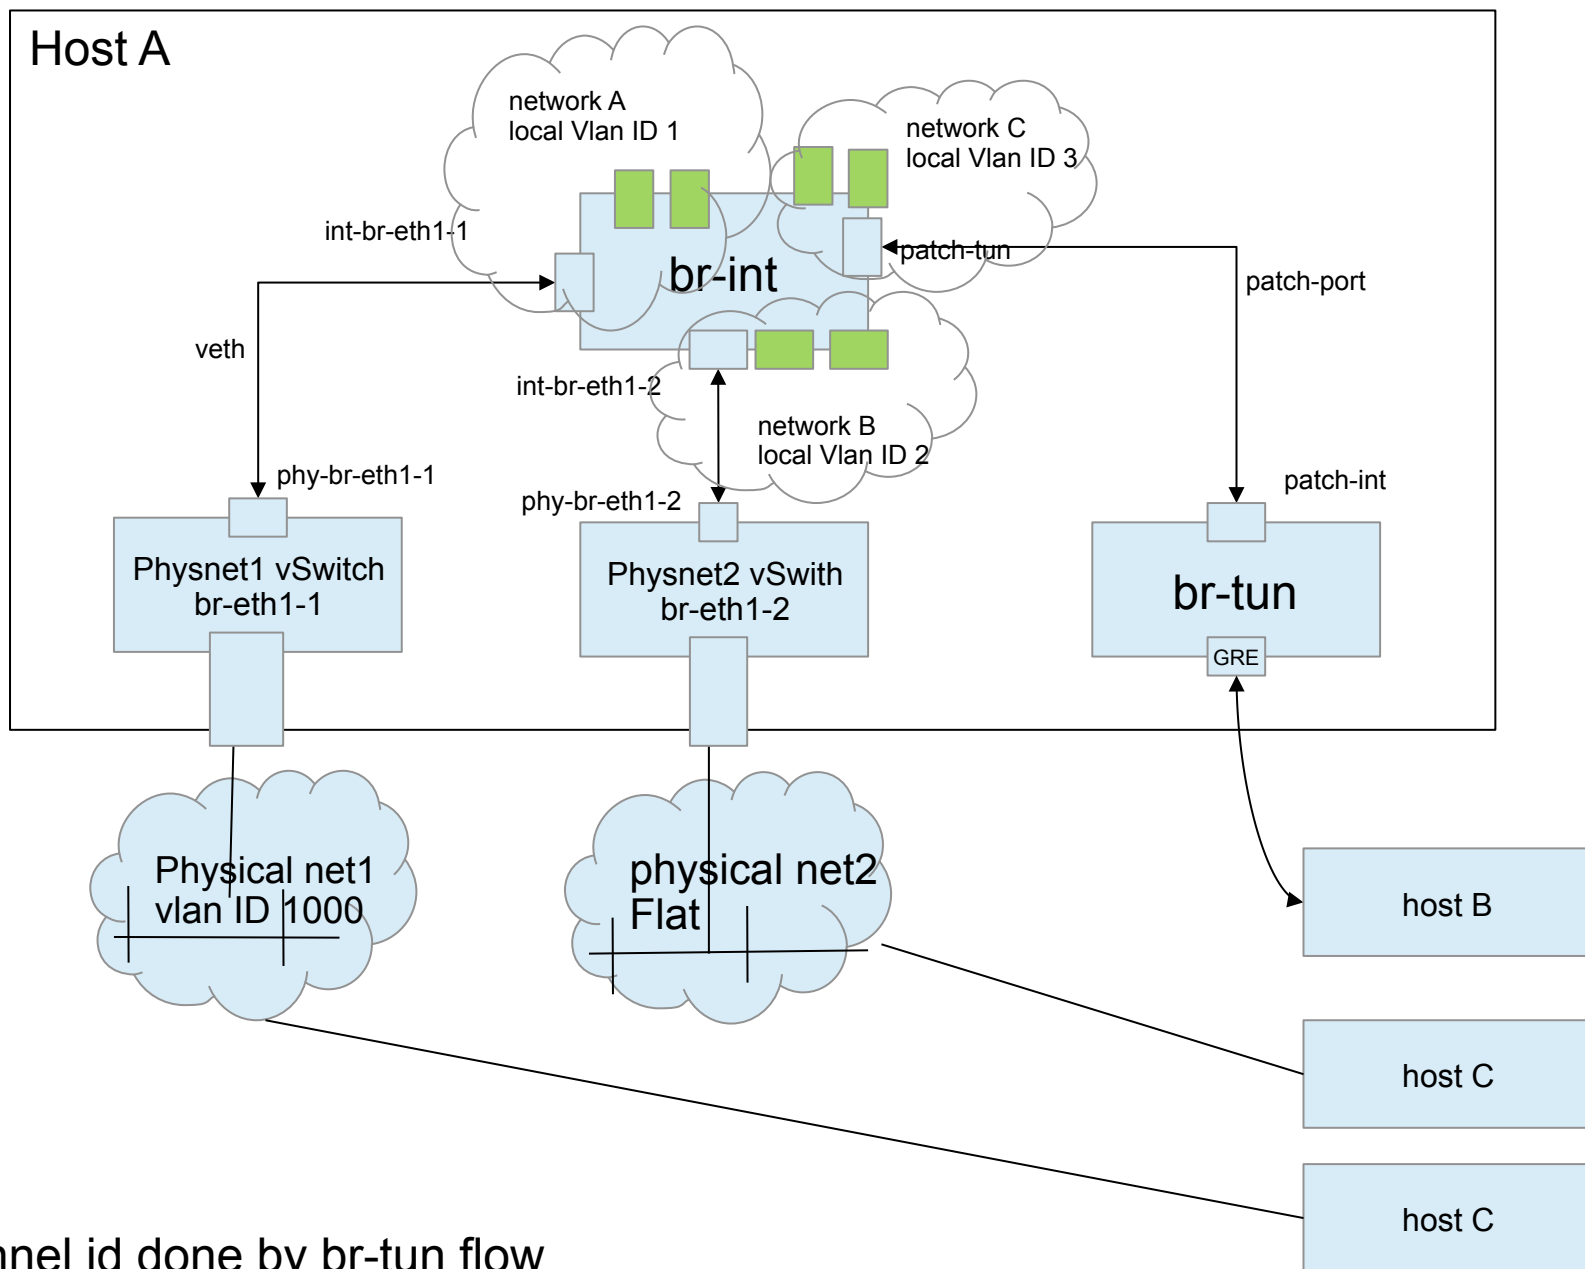 Host A
network A
local Vlan ID 1
network C
local Vlan ID 3
int-br-eth1-1
patch-tun
br-int
patch-port
veth
int-br-eth1-2
network B
local Vlan ID 2
phy-br-eth1-1
phy-br-eth1-2
patch-int
Physnet1 vSwitch
br-eth1-1
Physnet2 vSwith
br-eth1-2
br-tun
GRE
Physical net1
vlan ID 1000
physical net2
Flat
host B
host C
host C
nnel id done by br-tun flow